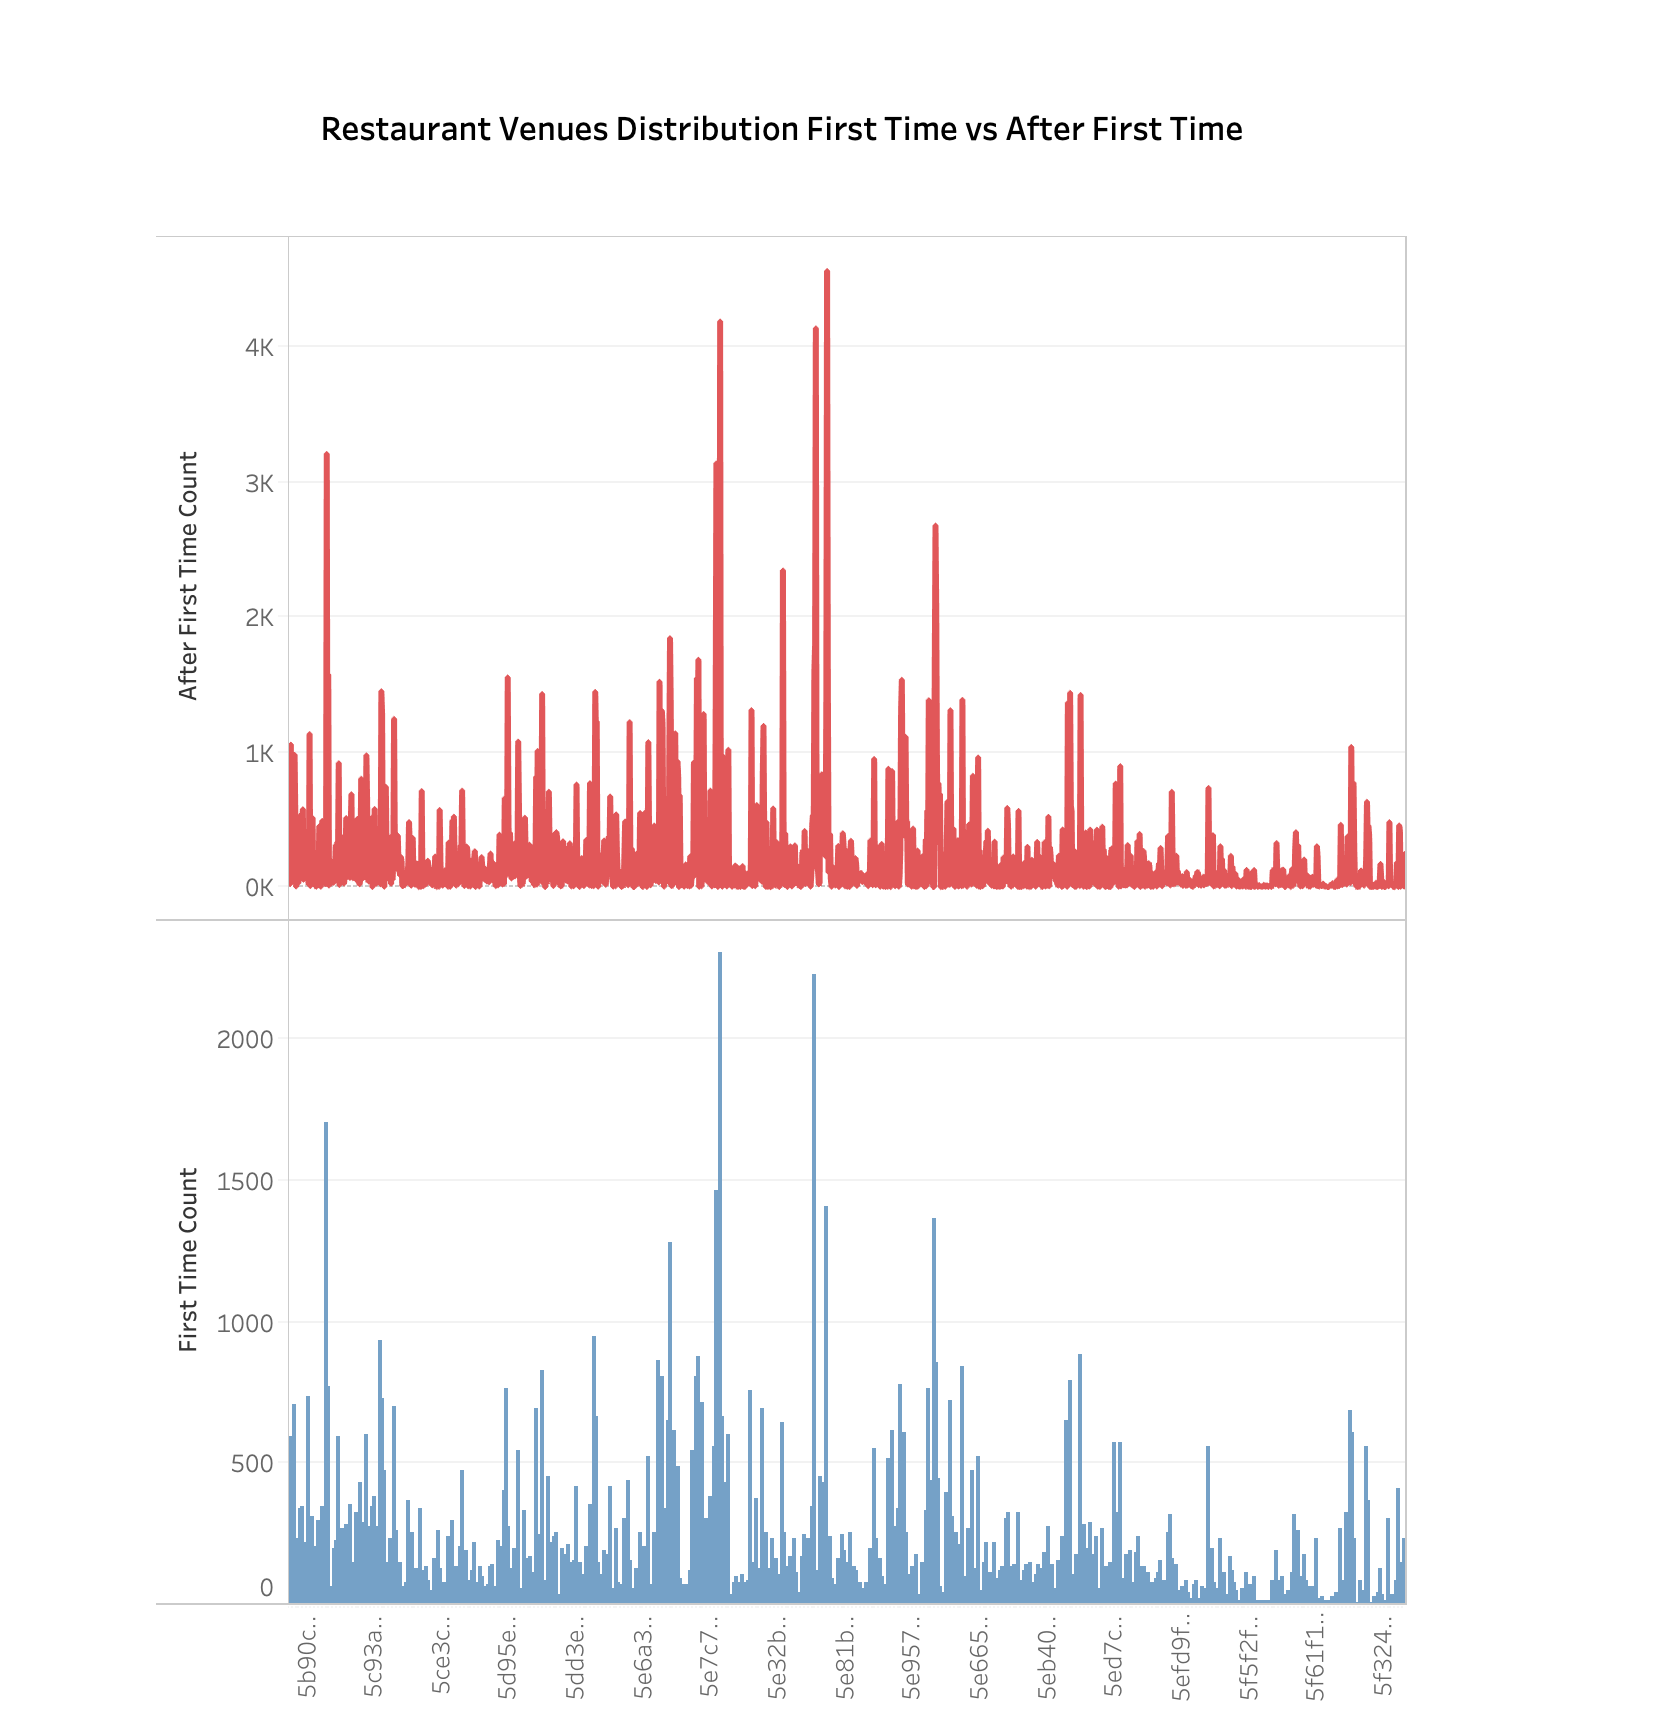 Restaurant Venues Distribution First Time vs After First Time
After First Time Count
4K
3K
2K
1K
0K
First Time Count
2000
1500
1000
500
0
5b90c..
5c93a..
5ce3c..
5d95e..
5dd3e..
5e6a3..
5e7c7..
5e32b..
5e81b..
5e957..
5e665..
5eb40..
5ed7c..
5efd9f..
5f5f2f..
5f61f1..
5f324..